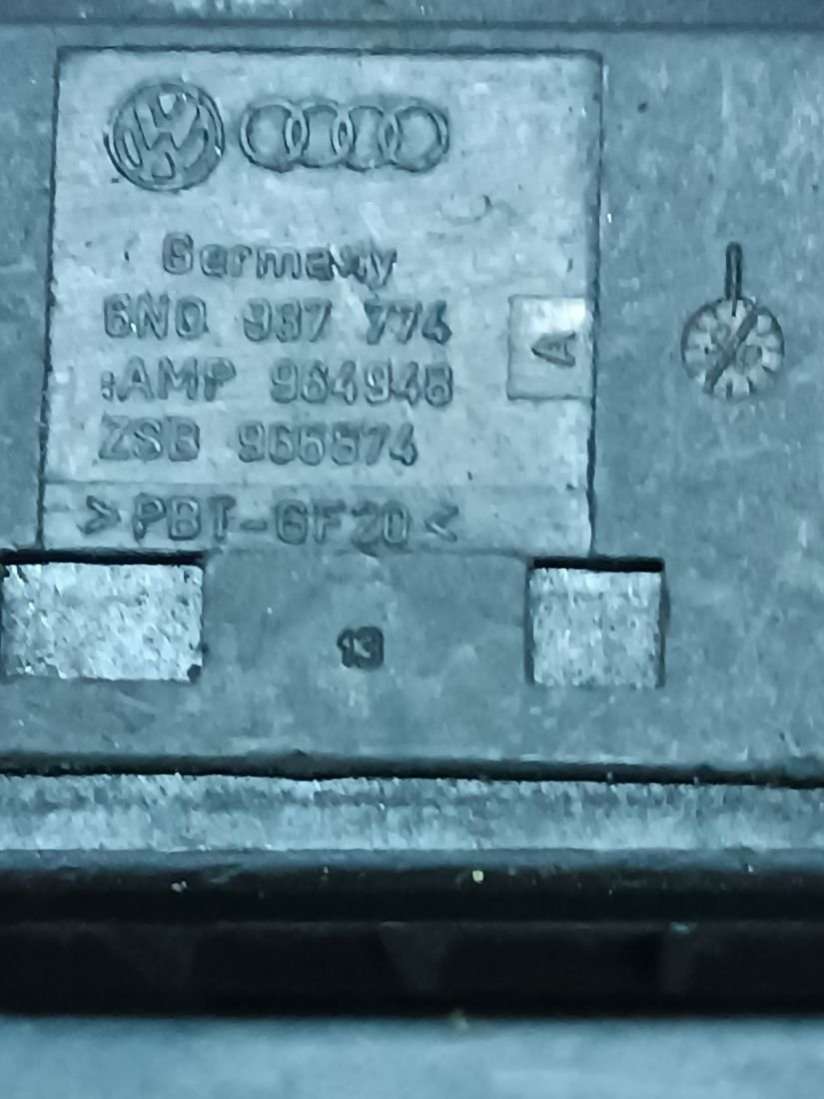 Germany
6N0 937 774
:AMP 964948
ZSB 966874
A
>PBT-GF20<
13